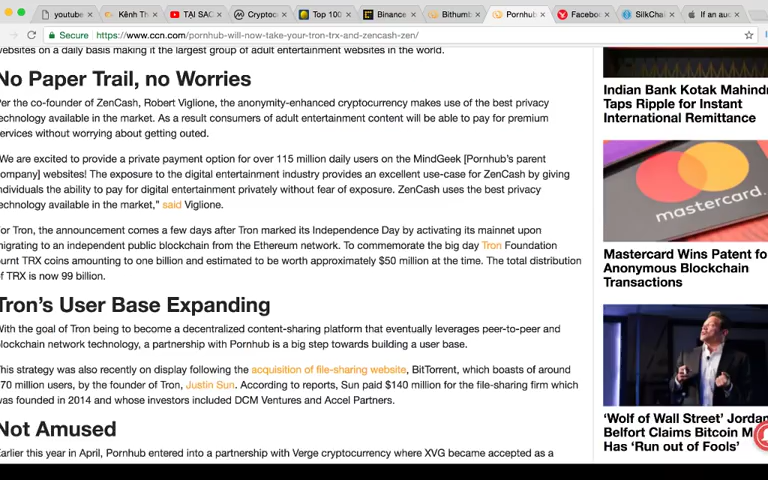 youtube
Kênh Th
TẠI SAO
Cryptoc
Top 100
Binance
Bithumb
Pornhub
Facebo
SilkChai
If an auc
Secure https://www.ccn.com/pornhub-will-now-take-your-tron-trx-and-zencash-zen/
websites on a daily basis making it the largest group of adult entertainment websites in the world.
No Paper Trail, no Worries
Per the co-founder of ZenCash, Robert Viglione, the anonymity-enhanced cryptocurrency makes use of the best privacy
technology available in the market. As a result consumers of adult entertainment content will be able to pay for premium
services without worrying about getting outed.
"We are excited to provide a private payment option for over 115 million daily users on the MindGeek [Pornhub's parent
company] websites! The exposure to the digital entertainment industry provides an excellent use-case for ZenCash by giving
individuals the ability to pay for digital entertainment privately without fear of exposure. ZenCash uses the best privacy
technology available in the market," said Viglione.
For Tron, the announcement comes a few days after Tron marked its Independence Day by activating its mainnet upon
migrating to an independent public blockchain from the Ethereum network. To commemorate the big day Tron Foundation
burnt TRX coins amounting to one billion and estimated to be worth approximately $50 million at the time. The total distribution
of TRX is now 99 billion.
Tron's User Base Expanding
With the goal of Tron being to become a decentralized content-sharing platform that eventually leverages peer-to-peer and
blockchain network technology, a partnership with Pornhub is a big step towards building a user base.
This strategy was also recently on display following the acquisition of file-sharing website, BitTorrent, which boasts of around
70 million users, by the founder of Tron, Justin Sun. According to reports, Sun paid $140 million for the file-sharing firm which
was founded in 2014 and whose investors included DCM Ventures and Accel Partners.
Not Amused
Earlier this year in April, Pornhub entered into a partnership with Verge cryptocurrency where XVG became accepted as a
Indian Bank Kotak Mahindr
Taps Ripple for Instant
International Remittance
mastercard.
Mastercard Wins Patent fo
Anonymous Blockchain
Transactions
'Wolf of Wall Street' Jordan
Belfort Claims Bitcoin M
Has 'Run out of Fools'